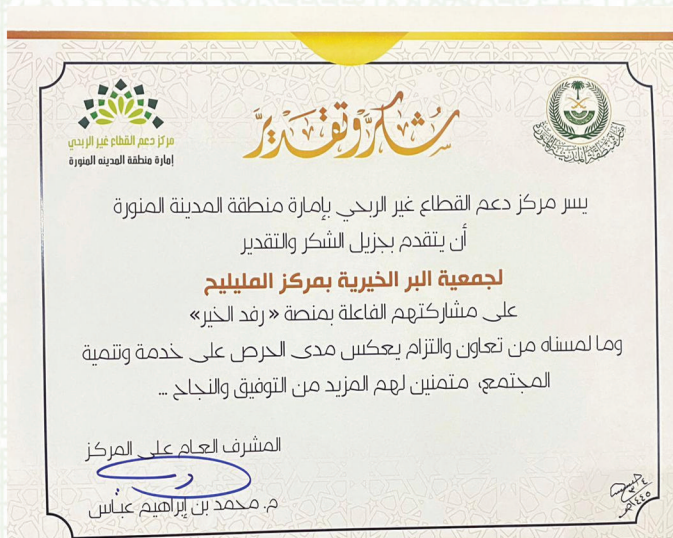 شكر وتقدير
مركز دعم القطاع غير الربحي
إمارة منطقة المدينه المنورة
يسر مركز دعم القطاع غير الربحي بإمارة منطقة المدينة المنورة
أن يتقدم بجزيل الشكر والتقدير
لجمعية البر الخيرية بمركز المليليح
على مشاركتهم الفاعلة بمنصة « رفد الخير»
وما لمسناه من تعاون والتزام يعكس مدى الحرص على خدمة وتنمية
المجتمع، متمنين لهم المزيد من التوفيق والنجاح ...
المشرف العام على المركز
م. محمد بن إبراهيم عباس